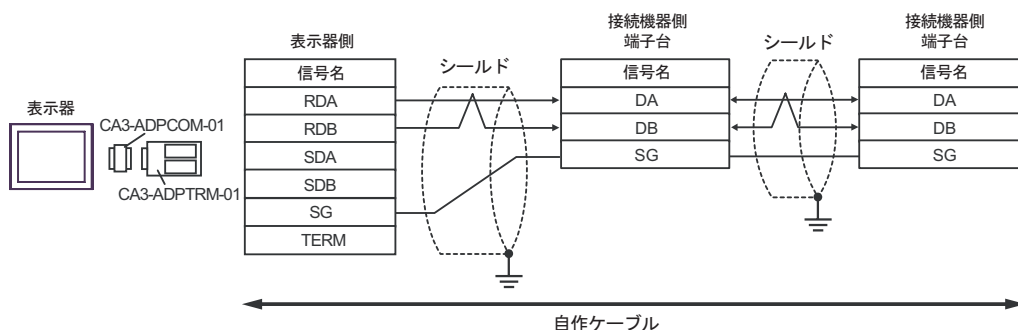 表示器
CA3-ADPCOM-01
CA3-ADPTRM-01
表示器側
信号名
RDA
RDB
SDA
SDB
SG
TERM
シールド
接続機器側
端子台
信号名
DA
DB
SG
シールド
接続機器側
端子台
信号名
DA
DB
SG
自作ケーブル